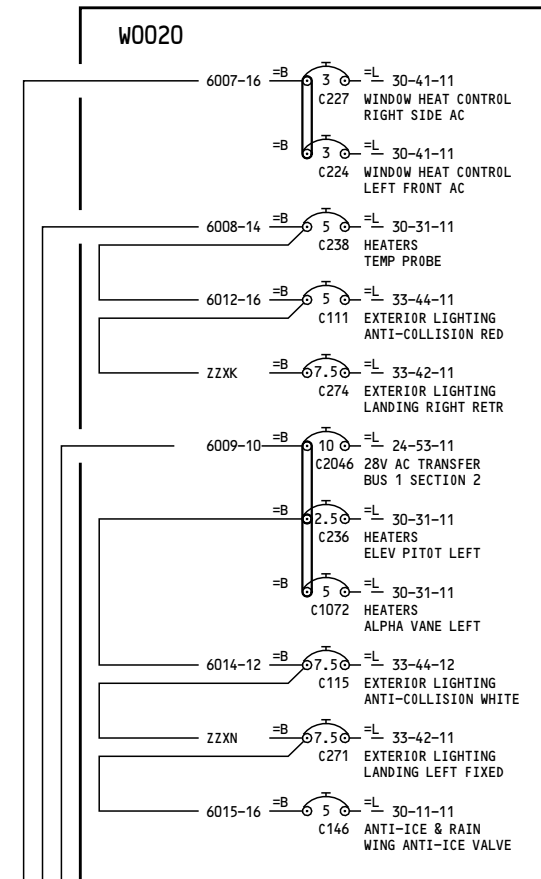 W0020
6007-16 =B 3 =L 30-41-11
C227 WINDOW HEAT CONTROL
RIGHT SIDE AC
=B 3 =L 30-41-11
C224 WINDOW HEAT CONTROL
LEFT FRONT AC
6008-14 =B 5 =L 30-31-11
C238 HEATERS
TEMP PROBE
6012-16 =B 5 =L 33-44-11
C111 EXTERIOR LIGHTING
ANTI-COLLISION RED
ZZXK =B 7.5 =L 33-42-11
C274 EXTERIOR LIGHTING
LANDING RIGHT RETR
6009-10 =B 10 =L 24-53-11
C2046 28V AC TRANSFER
BUS 1 SECTION 2
=B 2.5 =L 30-31-11
C236 HEATERS
ELEV PITOT LEFT
=B 5 =L 30-31-11
C1072 HEATERS
ALPHA VANE LEFT
6014-12 =B 7.5 =L 33-44-12
C115 EXTERIOR LIGHTING
ANTI-COLLISION WHITE
ZZXN =B 7.5 =L 33-42-11
C271 EXTERIOR LIGHTING
LANDING LEFT FIXED
6015-16 =B 5 =L 30-11-11
C146 ANTI-ICE & RAIN
WING ANTI-ICE VALVE